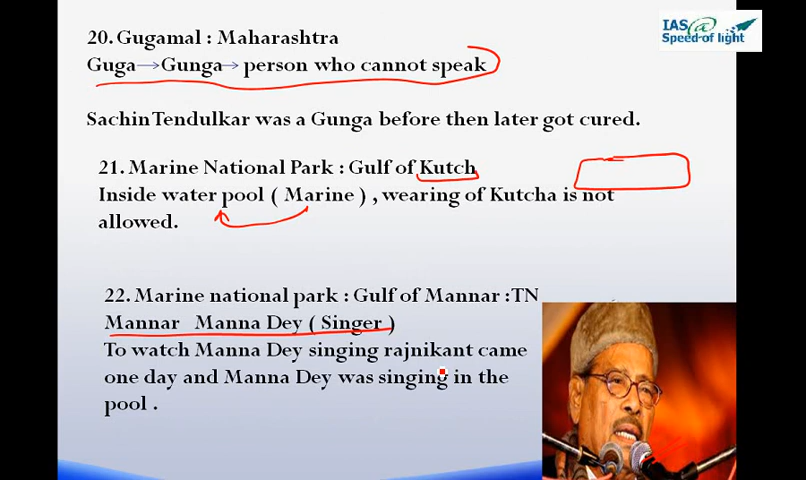 IAS@
Speed of light
20. Gugamal : Maharashtra
Guga→Gunga→ person who cannot speak
Sachin Tendulkar was a Gunga before then later got cured.
21. Marine National Park : Gulf of Kutch
Inside water pool ( Marine ) , wearing of Kutcha is not
allowed.
22. Marine national park : Gulf of Mannar :TN
Mannar Manna Dey ( Singer )
To watch Manna Dey singing rajnikant came
one day and Manna Dey was singing in the
pool .